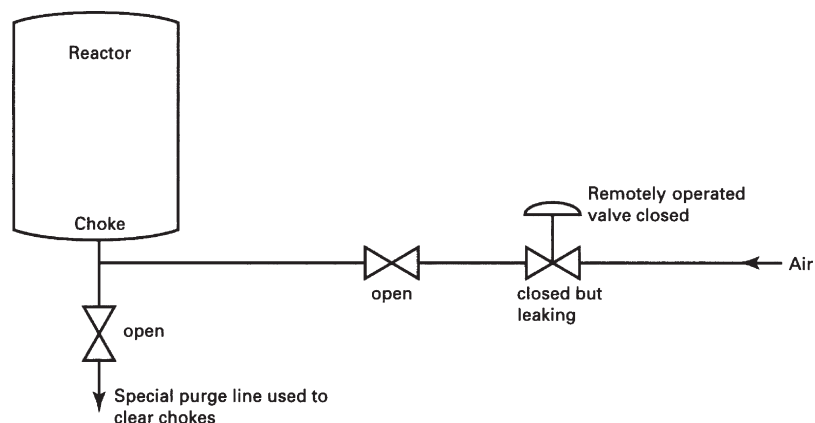 Reactor
Choke
Remotely operated
valve closed
Air
open
closed but
leaking
open
Special purge line used to
clear chokes